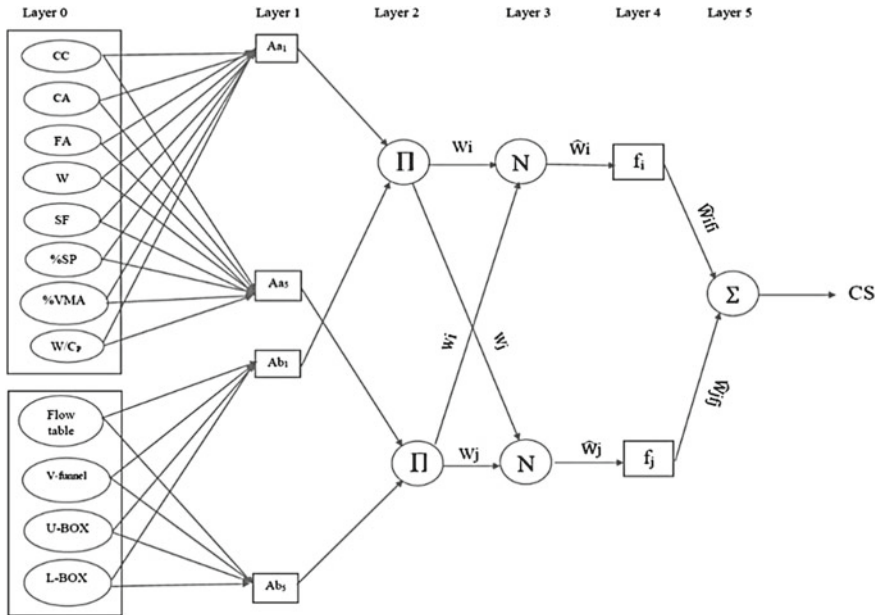 Layer 0 Layer 1 Layer 2 Layer 3 Layer 4 Layer 5
CC
CA
FA
W
SF
%SP
%VMA
W/CP
Flow
table
V-funnel
U-BOX
L-BOX
Aa1
Aa5
Ab1
Ab5
∏
∏
Wi
Wj
Wi
Wj
N
N
Ŵi
Ŵj
fi
fj
Ŵifi
Ŵjfj
Σ
CS